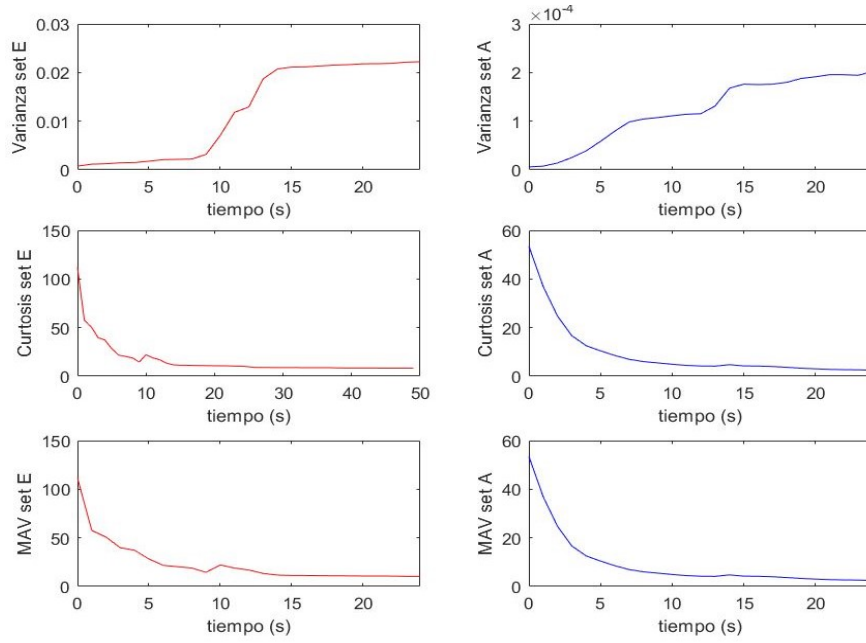 Varianza set E
0.03
0.02
0.01
0
0 5 10 15 20
tiempo (s)
Varianza set A
×10⁻⁴
3
2
1
0
0 5 10 15 20
tiempo (s)
Curtosis set E
150
100
50
0
0 10 20 30 40 50
tiempo (s)
Curtosis set A
60
40
20
0
0 5 10 15 20
tiempo (s)
MAV set E
150
100
50
0
0 5 10 15 20
tiempo (s)
MAV set A
60
40
20
0
0 5 10 15 20
tiempo (s)